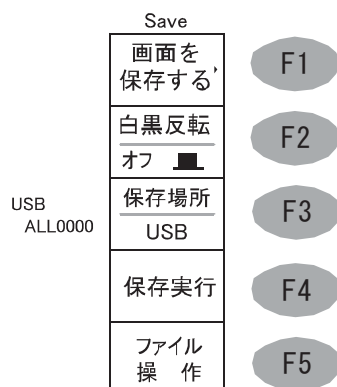 Save
画面を
保存する
F1
白黒反転
オフ
F2
USB
ALL0000
保存場所
USB
F3
保存実行
F4
ファイル
操 作
F5